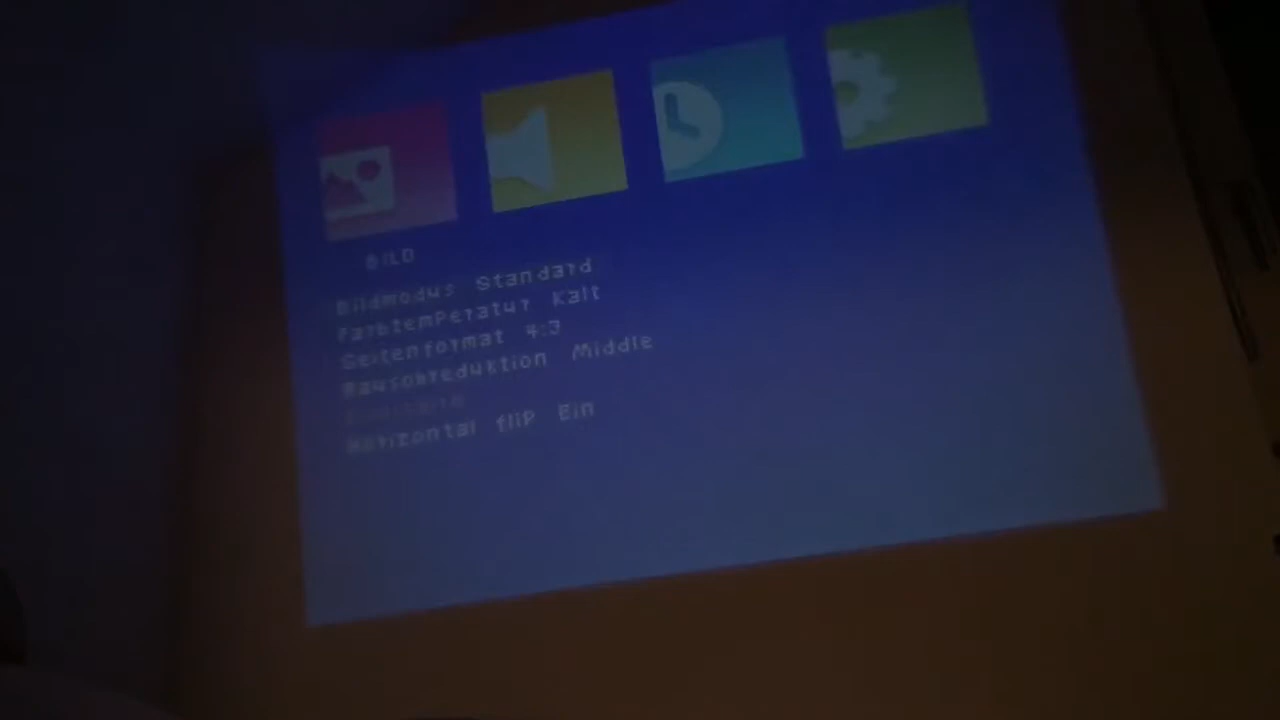 BILD
Bildmodus Standard
Farbtemperatur Kalt
Seitenformat 4:3
Rauschreduktion Middle
Horizontal flip Ein